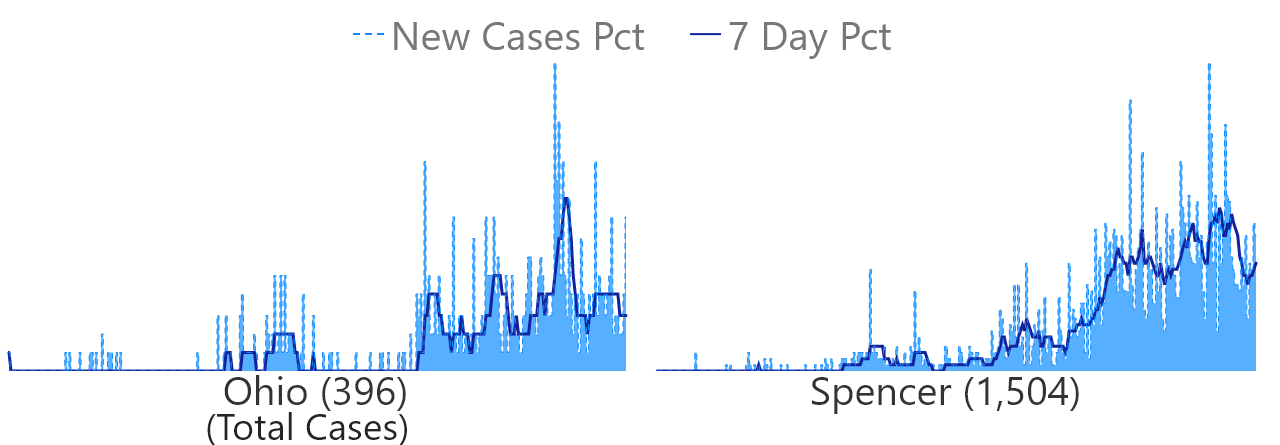 New Cases Pct 7 Day Pct
Ohio (396)
(Total Cases)
Spencer (1,504)